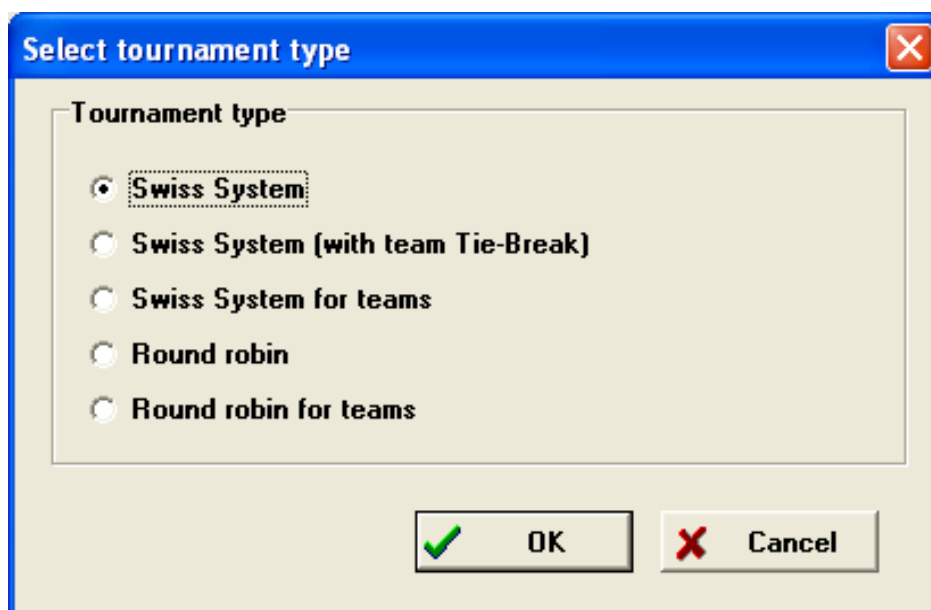 Select tournament type
Tournament type
Swiss System
Swiss System (with team Tie-Break)
Swiss System for teams
Round robin
Round robin for teams
OK
Cancel